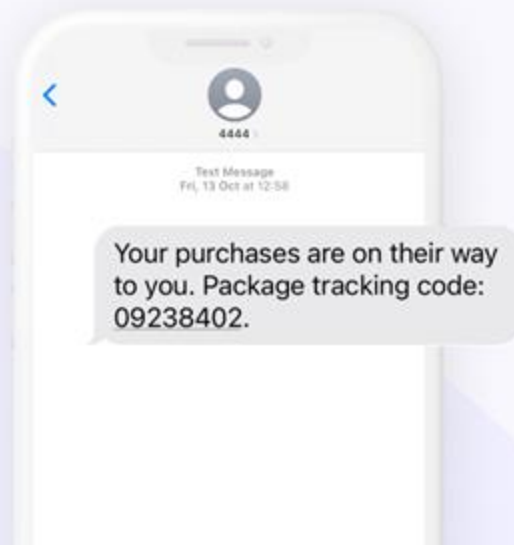 4444
Text Message
Fri, 13 Oct at 12:58
Your purchases are on their way
to you. Package tracking code:
09238402.